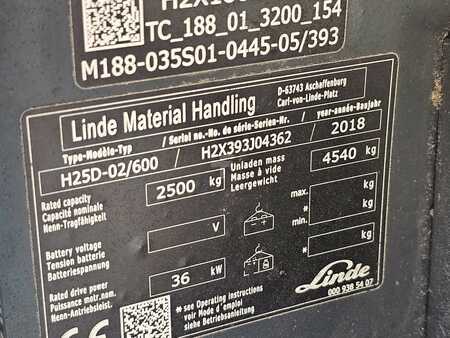 TC_188_01_3200_154
M188-035S01-0445-05/393
Linde Material Handling
D-63743 Aschaffenburg
Carl-von-Linde-Platz
Type-Modèle-Typ / Serial no.-No. de série-Serien-Nr. / year-année-Baujahr
H25D-02/600 / H2X393J04362 / 2018
Rated capacity
Capacité nominale
Nenn-Tragfähigkeit
2500 kg
Unladen mass
Masse à vide
Leergewicht
4540 kg
Battery voltage
Tension batterie
Batteriespannung
V
max.
* kg
*
min. kg
Rated drive power
Puissance motr.nom.
Nenn-Antriebsleist.
36 kW
* kg
* see Operating instructions
voir Mode d'emploi
siehe Betriebsanleitung
Linde
000 938 54 07
CE